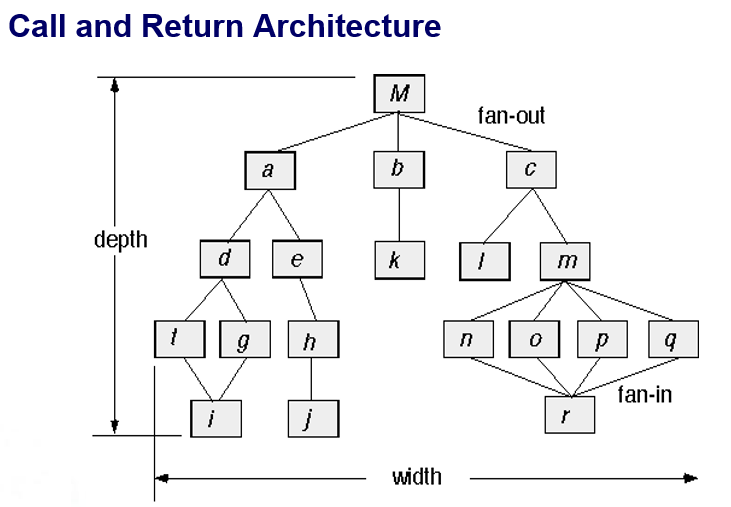 Call and Return Architecture
M
fan-out
a b c
depth
d e k l m
f g h n o p q
fan-in
i j r
width